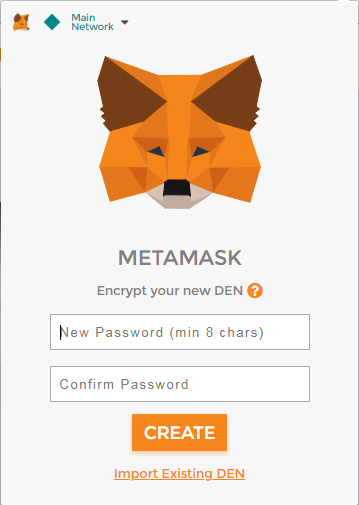 Main
Network
METAMASK
Encrypt your new DEN ?
New Password (min 8 chars)
Confirm Password
CREATE
Import Existing DEN